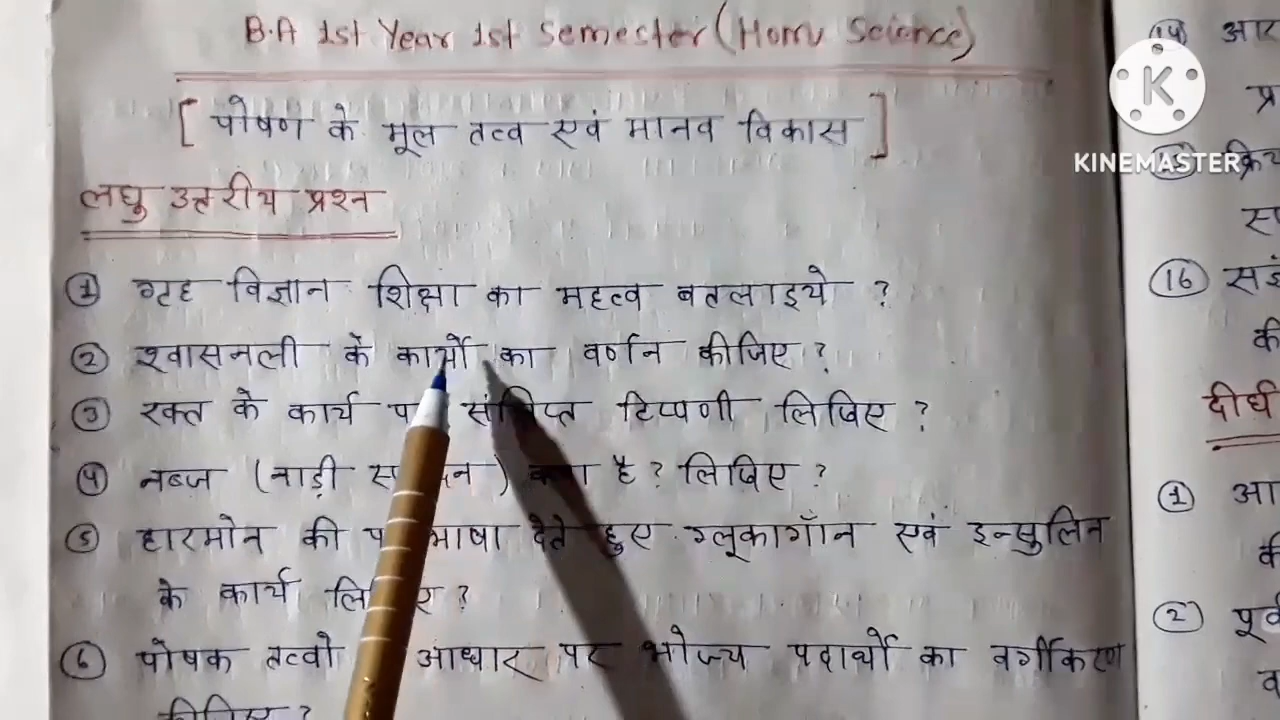 B.A 1st Year 1st Semester (Home Science)
[ पोषण के मूल तत्व एवं मानव विकास ]
लघु उत्तरीय प्रश्न
① गृह विज्ञान शिक्षा का महत्व बतलाइये ?
② श्वासनली के कार्यो का वर्णन कीजिए ?
③ रक्त के कार्य संक्षिप्त टिप्पणी लिखिए ?
④ नब्ज (नाड़ी ) है ? लिखिए ?
⑤ हारमोन की देते हुए ग्लूकागॉन एवं इन्सुलिन
के कार्य ?
⑥ पोषक तत्वो आधार पर भोज्य पदार्थो का वर्गीकरण
कीजिए ?
⑭ आर
प्र
क्रिय
⑯
की
दीर्घ
① आ
की
② पूर्व
व
KINEMASTER